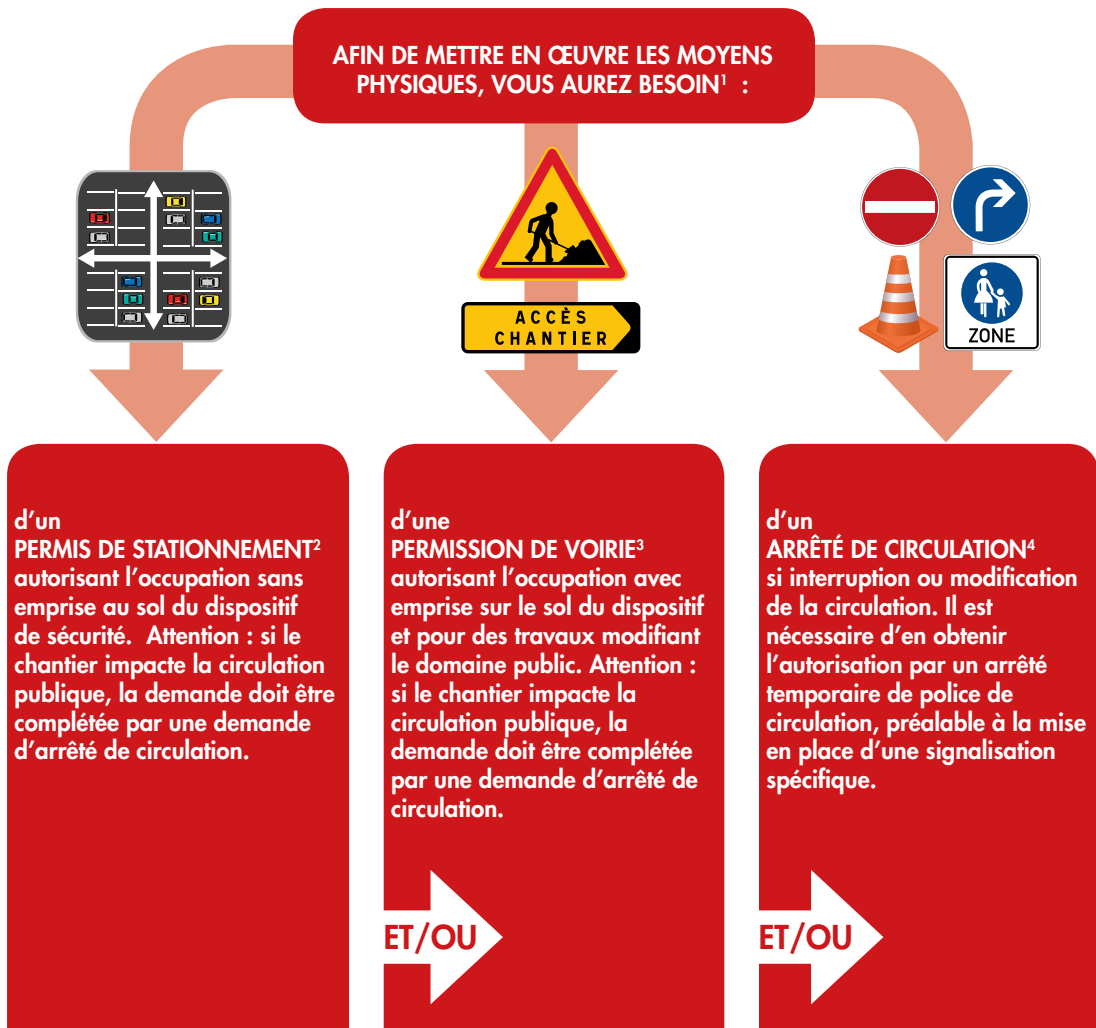 AFIN DE METTRE EN ŒUVRE LES MOYENS
PHYSIQUES, VOUS AUREZ BESOIN¹ :
ACCÈS
CHANTIER
ZONE
d’un
PERMIS DE STATIONNEMENT²
autorisant l’occupation sans
emprise au sol du dispositif
de sécurité. Attention : si le
chantier impacte la circulation
publique, la demande doit être
complétée par une demande
d’arrêté de circulation.
d’une
PERMISSION DE VOIRIE³
autorisant l’occupation avec
emprise sur le sol du dispositif
et pour des travaux modifiant
le domaine public. Attention :
si le chantier impacte la
circulation publique, la
demande doit être complétée
par une demande d’arrêté de
circulation.
ET/OU
d’un
ARRÊTÉ DE CIRCULATION⁴
si interruption ou modification
de la circulation. Il est
nécessaire d’en obtenir
l’autorisation par un arrêté
temporaire de police de
circulation, préalable à la mise
en place d’une signalisation
spécifique.
ET/OU